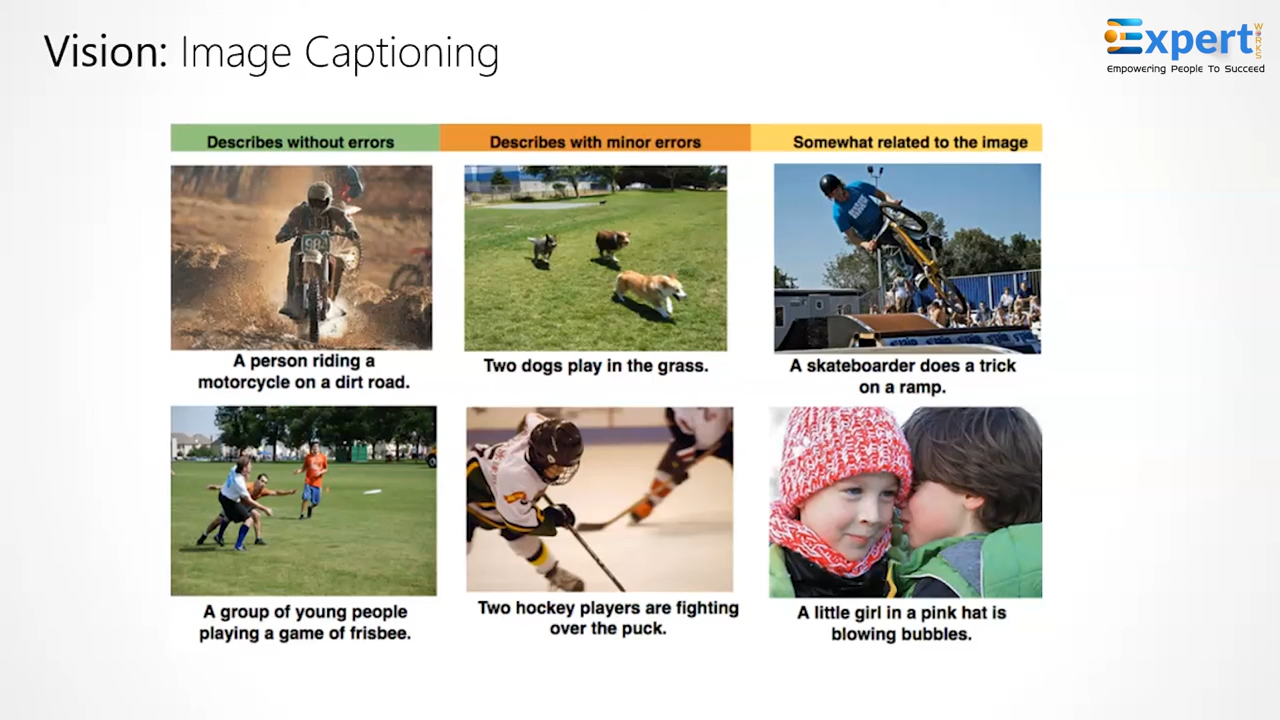 Vision: Image Captioning
Expert
WORKS
Empowering People To Succeed
Describes without errors
Describes with minor errors
Somewhat related to the image
98
A person riding a
motorcycle on a dirt road.
Two dogs play in the grass.
A skateboarder does a trick
on a ramp.
A group of young people
playing a game of frisbee.
Two hockey players are fighting
over the puck.
A little girl in a pink hat is
blowing bubbles.